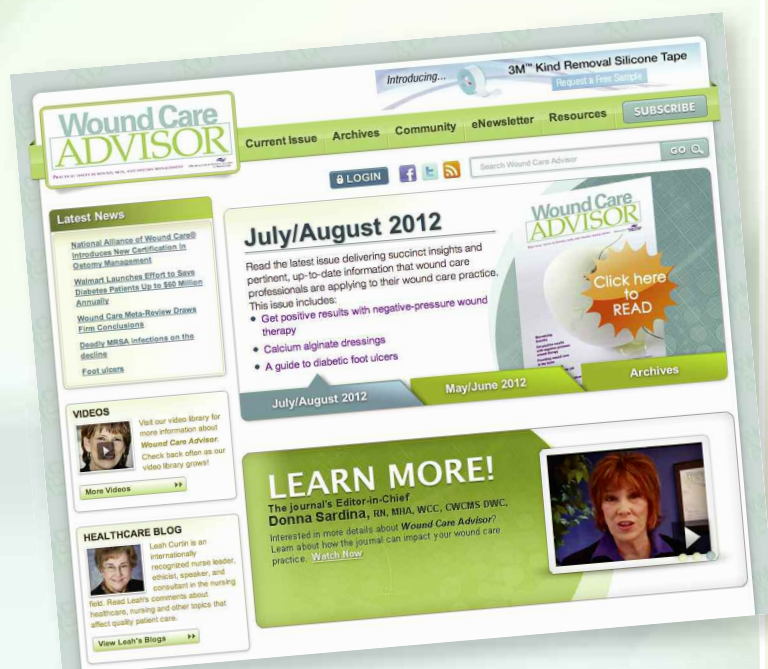 Introducing...
3M™ Kind Removal Silicone Tape
Request a Free Sample
Wound Care
ADVISOR
Current Issue
Archives
Community
eNewsletter
Resources
SUBSCRIBE
LOGIN
Search Wound Care Advisor
GO
Latest News
National Alliance of Wound Care®
Introduces New Certification in
Ostomy Management
Walmart Launches Effort to Save
Diabetes Patients Up to $60 Million
Annually
Wound Care Meta-Review Draws
Firm Conclusions
Deadly MRSA infections on the
decline
Foot ulcers
July/August 2012
Read the latest issue delivering succinct insights and
pertinent, up-to-date information that wound care
professionals are applying to their wound care practice.
This issue includes:
• Get positive results with negative-pressure wound
therapy
• Calcium alginate dressings
• A guide to diabetic foot ulcers
Wound Care
ADVISOR
Click here
to
READ
July/August 2012
May/June 2012
Archives
VIDEOS
Visit our video library for
more information about
Wound Care Advisor.
Check back often as our
video library grows!
More Videos
HEALTHCARE BLOG
Leah Curtin is an
internationally
recognized nurse leader,
ethicist, speaker, and
consultant in the nursing
field. Read Leah's comments about
healthcare, nursing and other topics that
affect quality patient care.
View Leah's Blogs
LEARN MORE!
The journal's Editor-in-Chief
Donna Sardina, RN, MHA, WCC, CWCMS DWC,
Interested in more details about Wound Care Advisor?
Learn about how the journal can impact your wound care
practice. Watch Now